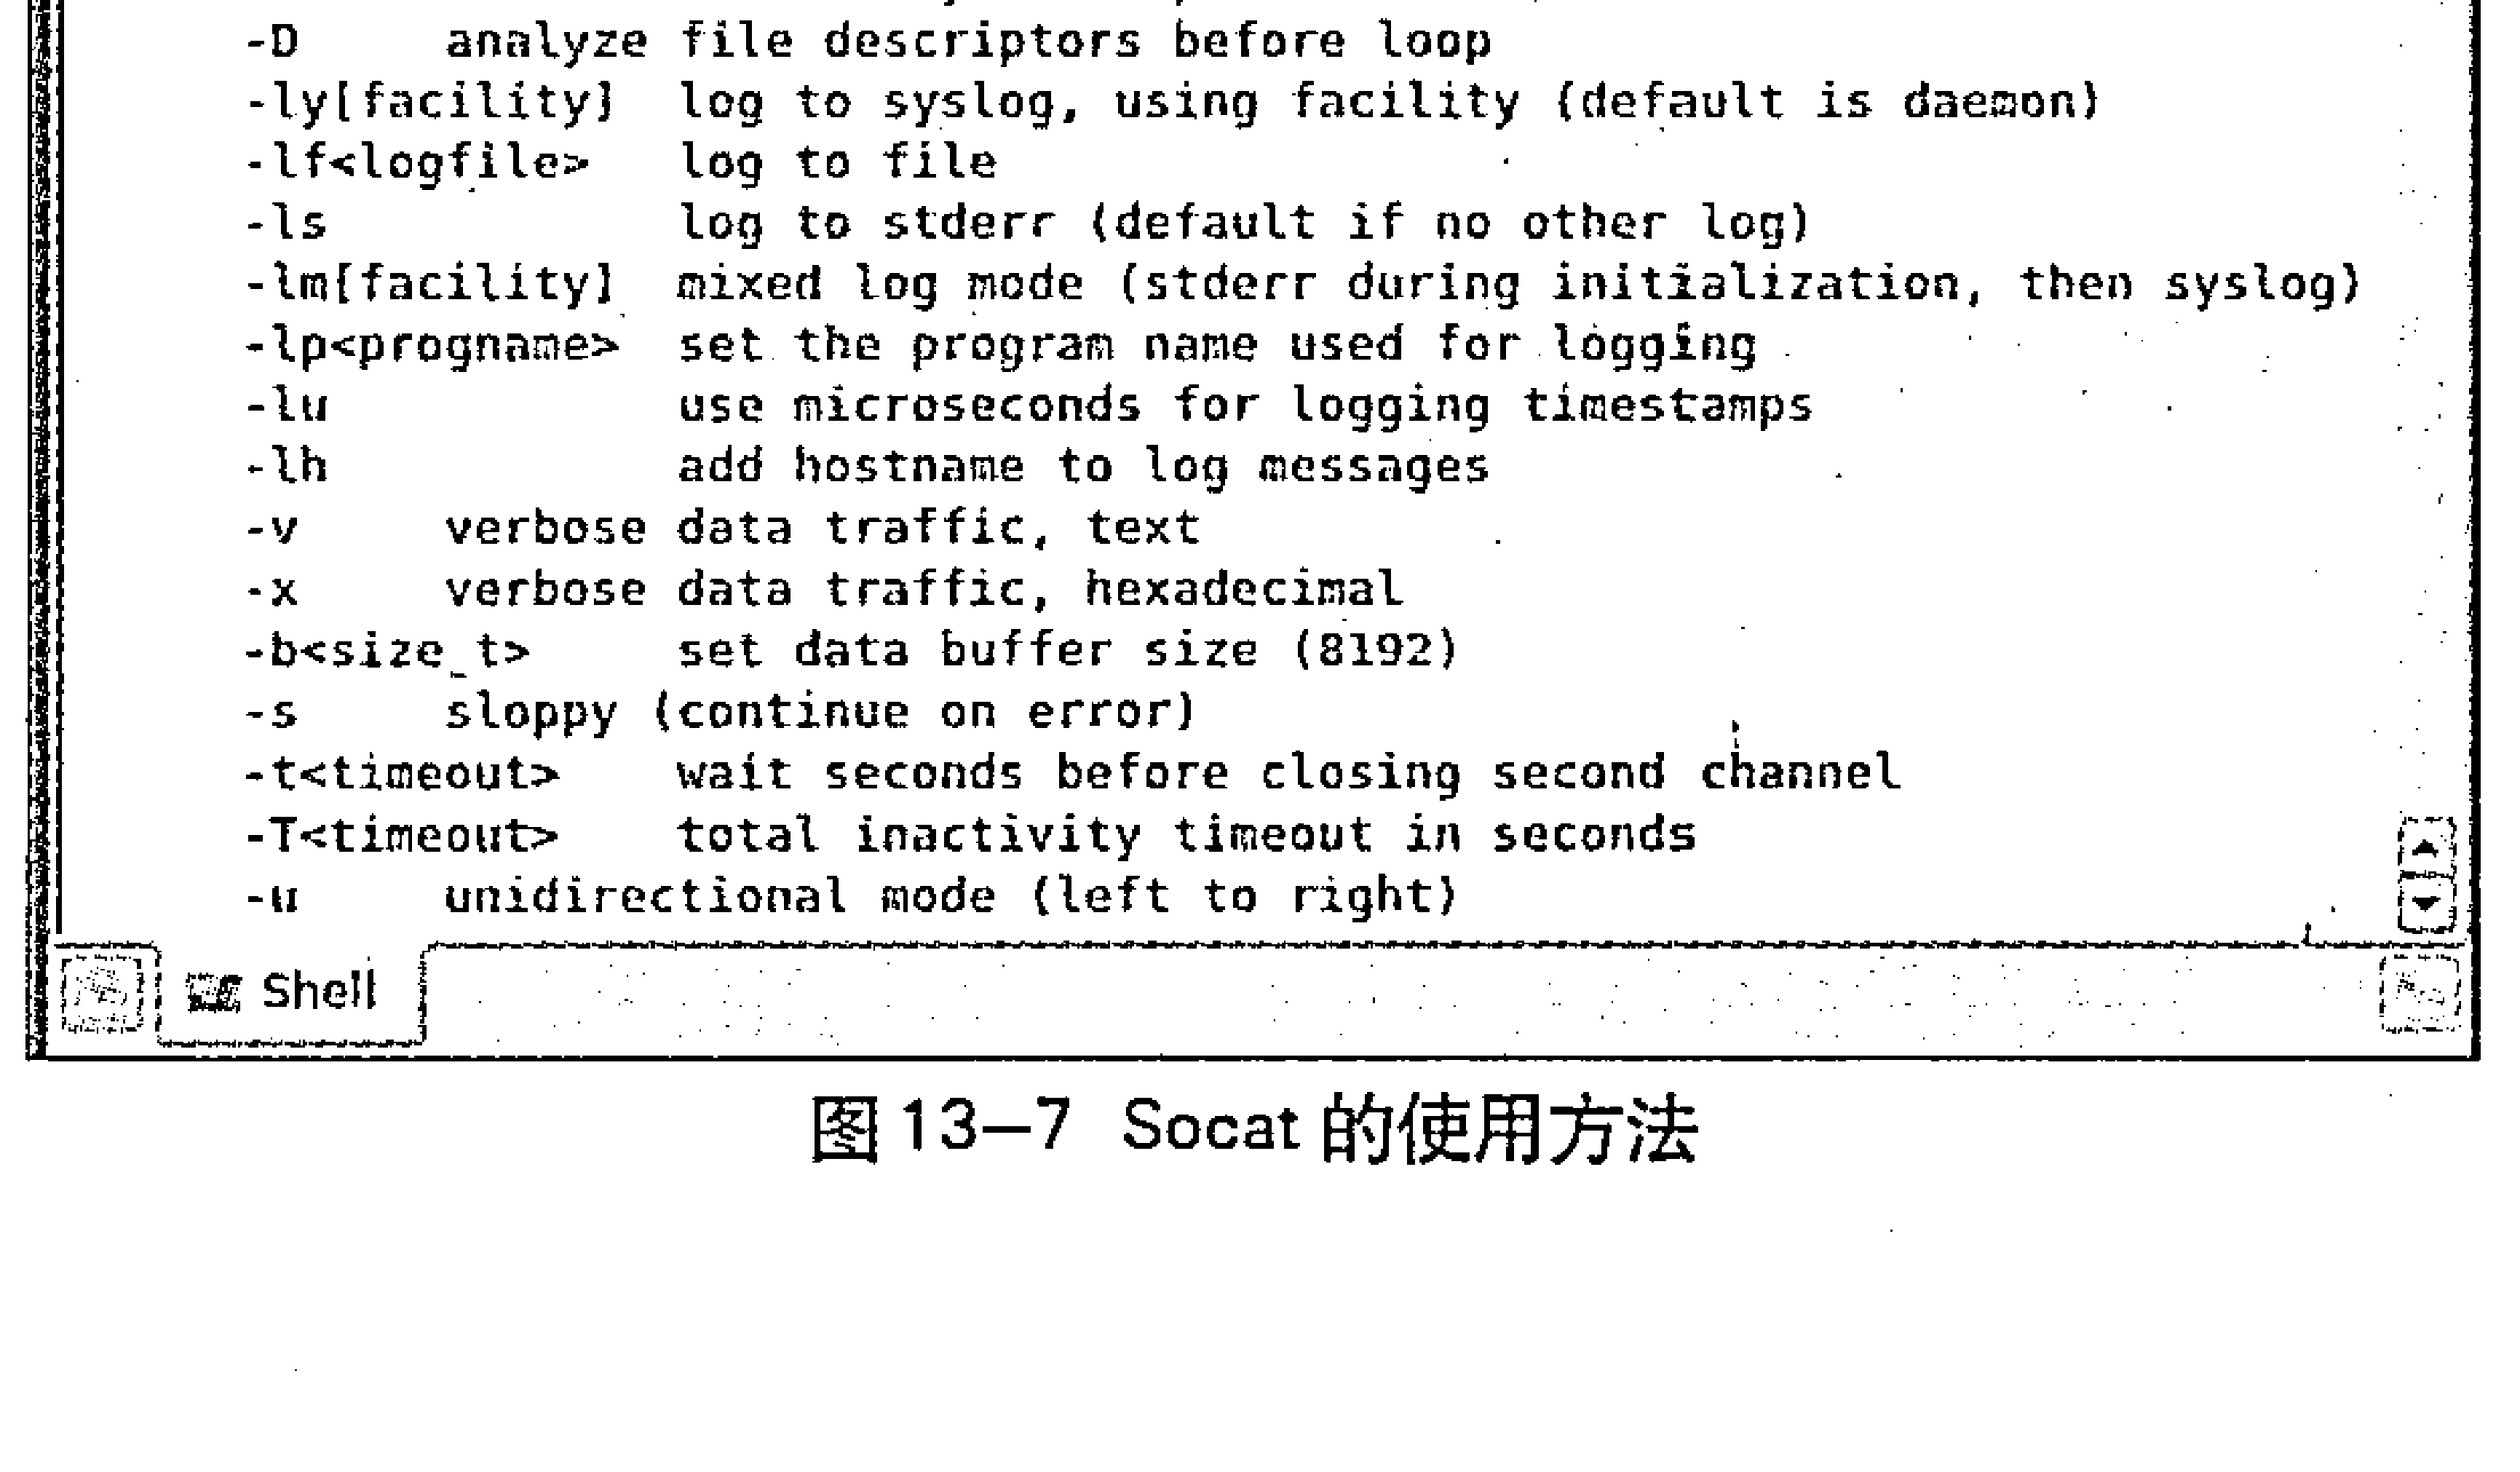 -D analyze file descriptors before loop
-ly[facility] log to syslog, using facility (default is daemon)
-lf<logfile> log to file
-ls log to stderr (default if no other log)
-lm[facility] mixed log mode (stderr during initialization, then syslog)
-lp<progname> set the program name used for logging
-lu use microseconds for logging timestamps
-lh add hostname to log messages
-v verbose data traffic, text
-x verbose data traffic, hexadecimal
-b<size_t> set data buffer size (8192)
-s sloppy (continue on error)
-t<timeout> wait seconds before closing second channel
-T<timeout> total inactivity timeout in seconds
-u unidirectional mode (left to right)
Shell
图 13—7 Socat 的使用方法